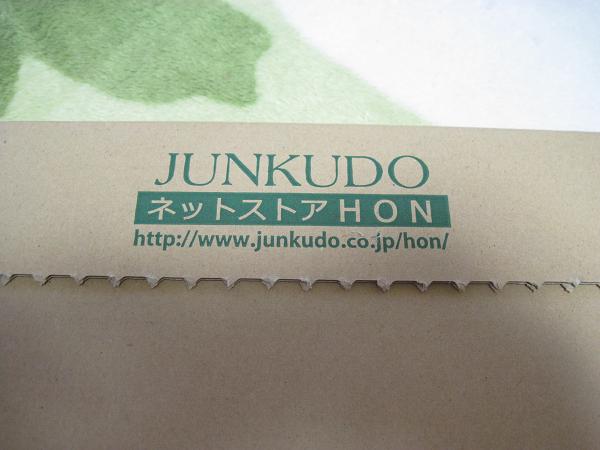 JUNKUDO
ネットストアHON
http://www.junkudo.co.jp/hon/